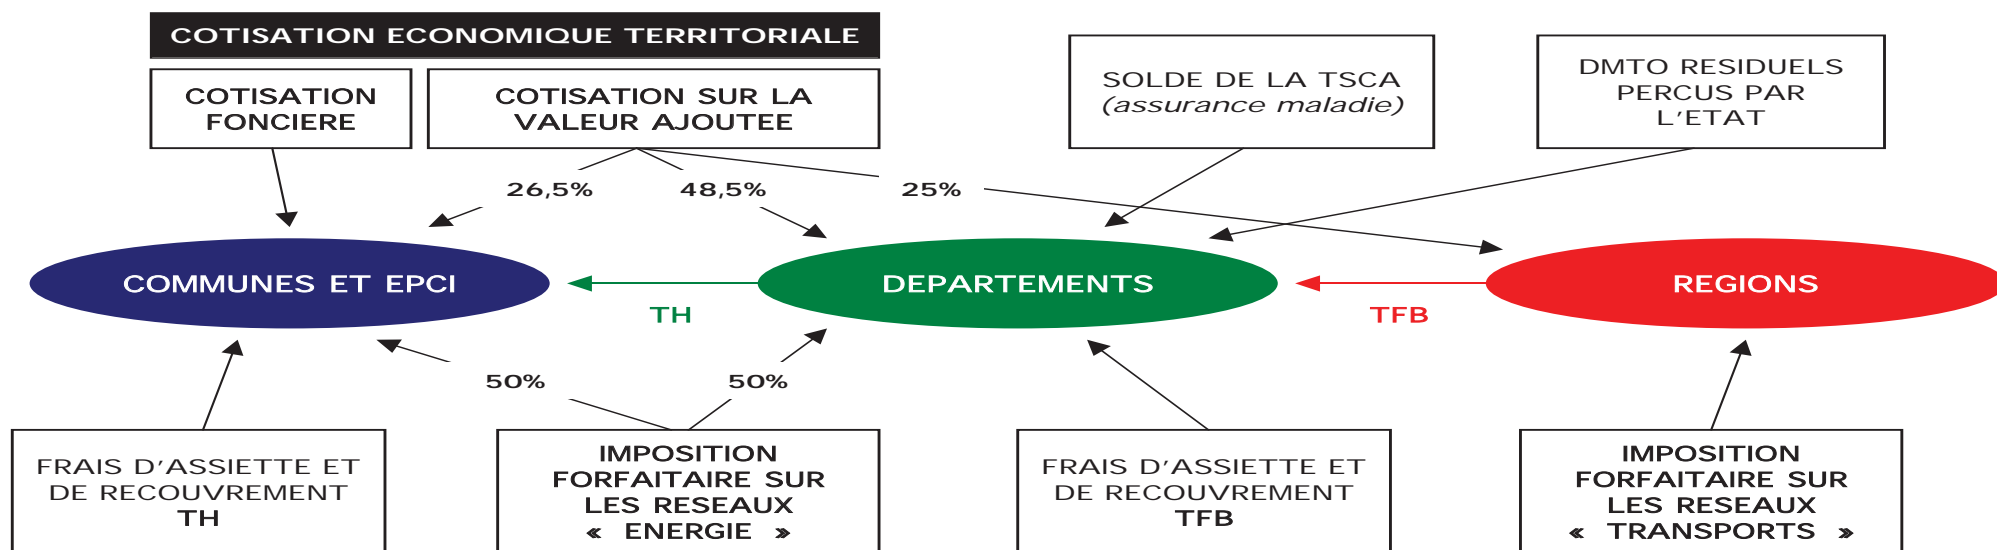 COTISATION ECONOMIQUE TERRITORIALE
COTISATION
FONCIERE
COTISATION SUR LA
VALEUR AJOUTEE
SOLDE DE LA TSCA
(assurance maladie)
DMTO RESIDUELS
PERCUS PAR
L'ETAT
26,5%
48,5%
25%
COMMUNES ET EPCI
DEPARTEMENTS
REGIONS
TH
TFB
50%
50%
FRAIS D'ASSIETTE ET
DE RECOUVREMENT
TH
IMPOSITION
FORFAITAIRE SUR
LES RESEAUX
« ENERGIE »
FRAIS D'ASSIETTE ET
DE RECOUVREMENT
TFB
IMPOSITION
FORFAITAIRE SUR
LES RESEAUX
« TRANSPORTS »